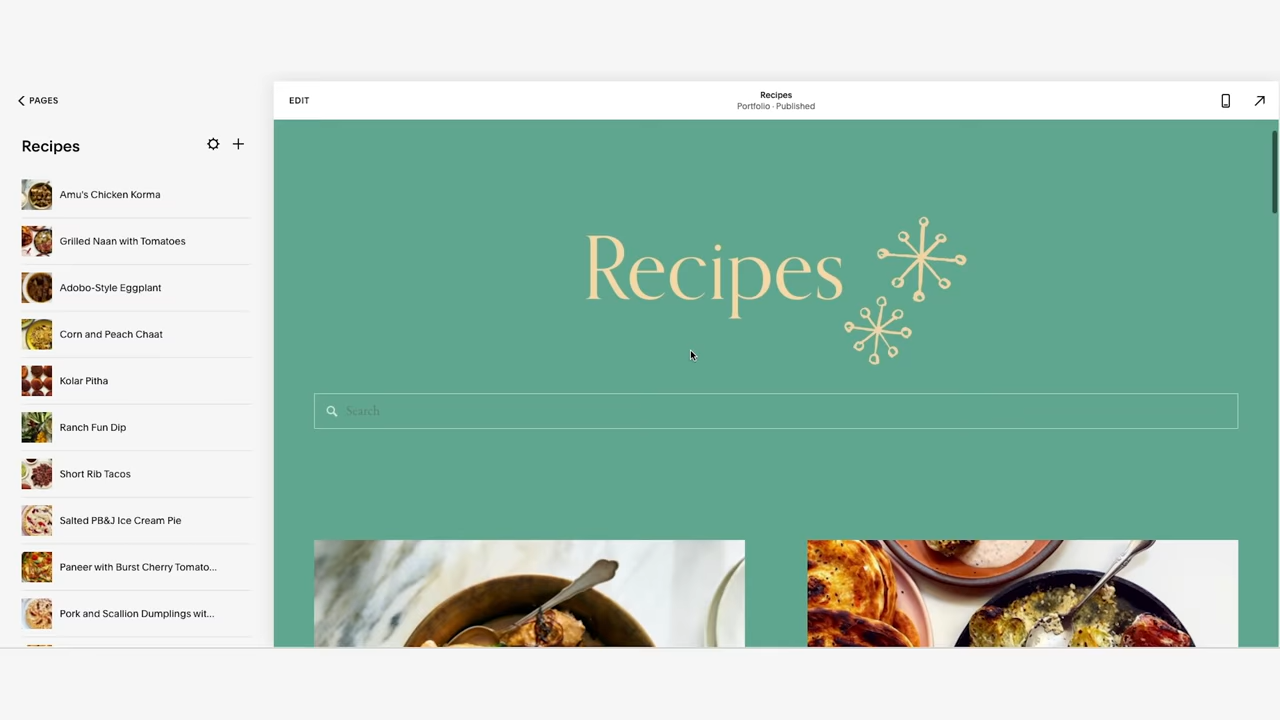 PAGES
Recipes
Amu's Chicken Korma
Grilled Naan with Tomatoes
Adobo-Style Eggplant
Corn and Peach Chaat
Kolar Pitha
Ranch Fun Dip
Short Rib Tacos
Salted PB&J Ice Cream Pie
Paneer with Burst Cherry Tomato...
Pork and Scallion Dumplings wit...
EDIT
Recipes
Portfolio · Published
Recipes
Search